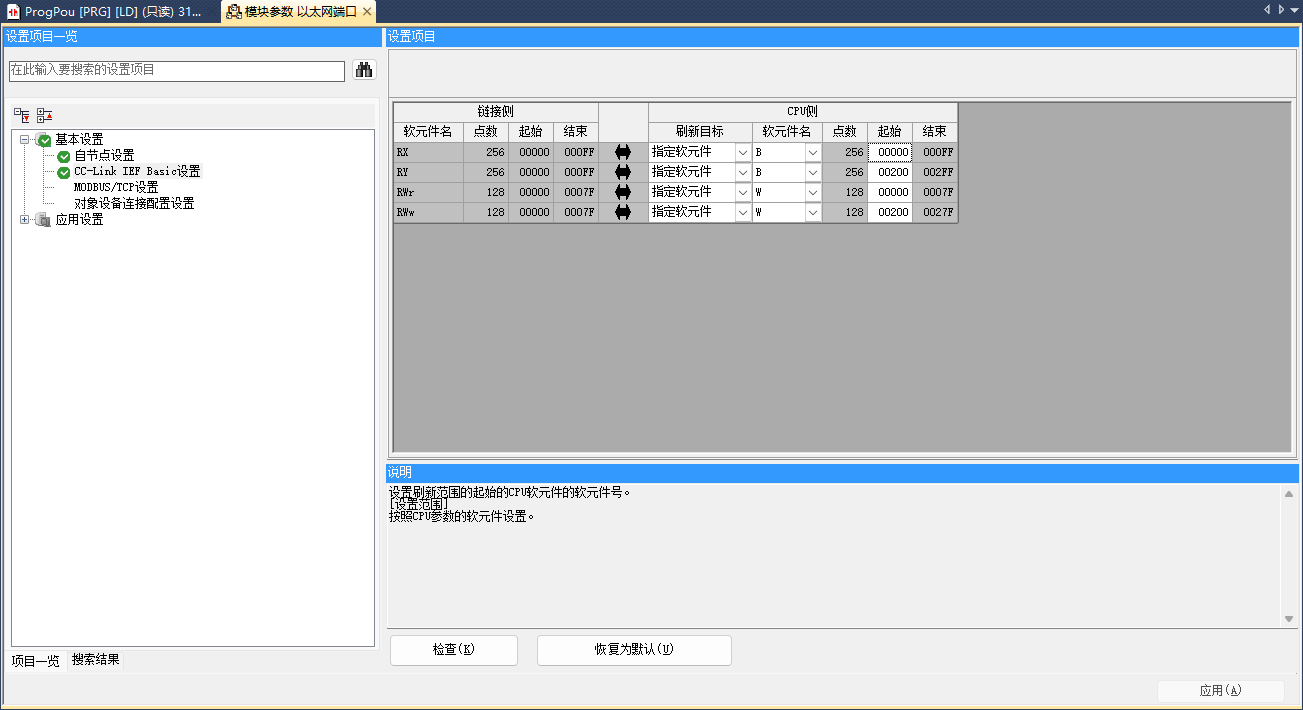 ProgPou [PRG] [LD] (只读) 31...
模块参数 以太网端口
设置项目一览
设置项目
在此输入要搜索的设置项目
基本设置
自节点设置
CC-Link IEF Basic设置
MODBUS/TCP设置
对象设备连接配置设置
应用设置
项目一览 搜索结果
链接侧 CPU侧
软元件名 点数 起始 结束 刷新目标 软元件名 点数 起始 结束
RX 256 00000 000FF 指定软元件 B 256 00000 000FF
RY 256 00000 000FF 指定软元件 B 256 00200 002FF
RWr 128 00000 0007F 指定软元件 W 128 00000 0007F
RWw 128 00000 0007F 指定软元件 W 128 00200 0027F
说明
设置刷新范围的起始的CPU软元件的软元件号。
[设置范围]
按照CPU参数的软元件设置。
检查(K) 恢复为默认(U)
应用(A)